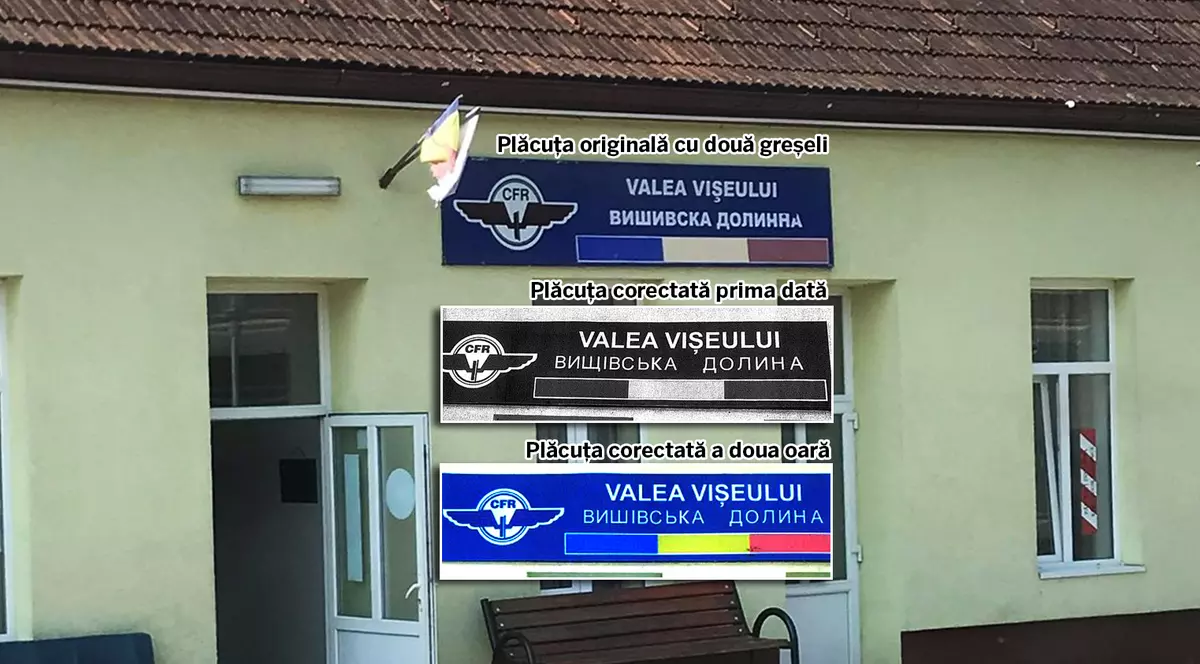 Plăcuța originală cu două greșeli
CFR
VALEA VIŞEULUI
ВИШИВСКА ДОЛИННА
Plăcuța corectată prima dată
CFR
VALEA VIȘEULUI
ВИЩІВСЬКА ДОЛИНА
Plăcuța corectată a doua oară
CFR
VALEA VIȘEULUI
ВИШІВСЬКА ДОЛИНА